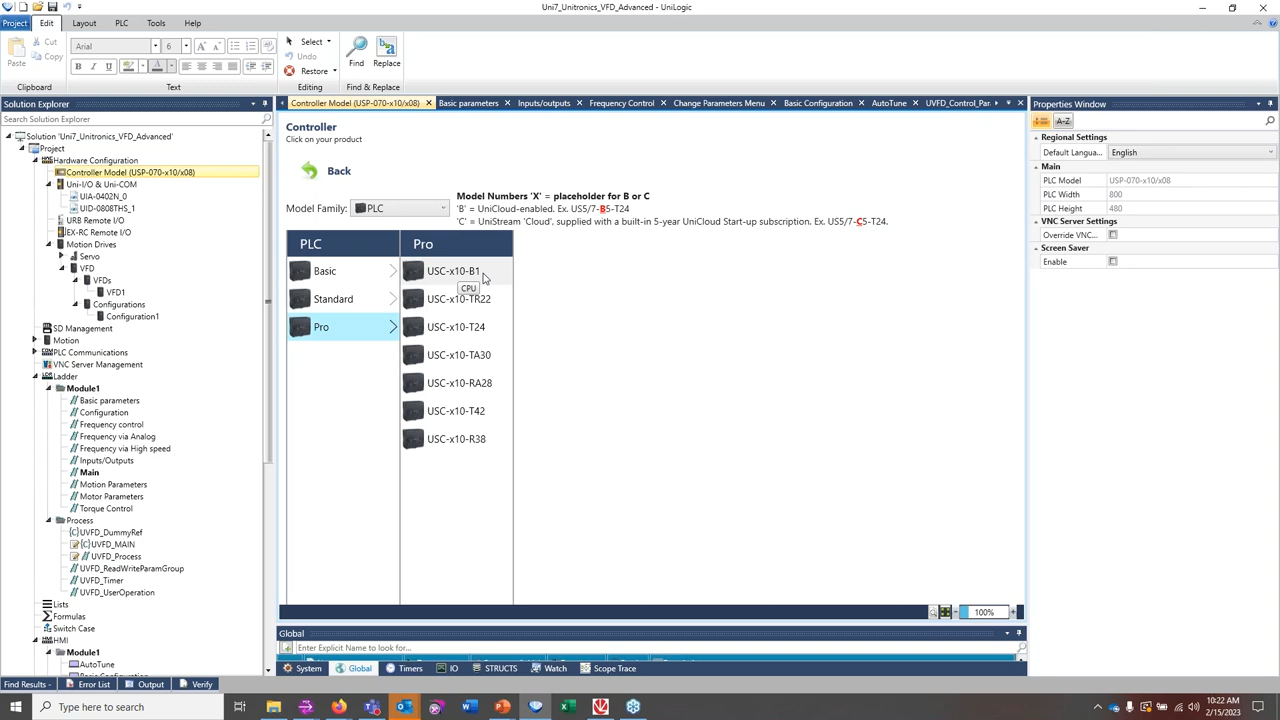 Uni7_Unitronics_VFD_Advanced - UniLogic
Project
Edit
Layout
PLC
Tools
Help
Paste
Cut
Copy
Clipboard
Arial
6
B
I
U
A
Text
Select
Undo
Restore
Editing
Find
Replace
Find & Replace
Solution Explorer
Search Solution Explorer
Solution 'Uni7_Unitronics_VFD_Advanced'
Project
Hardware Configuration
Controller Model (USP-070-x10/x08)
Uni-I/O & Uni-COM
UIA-0402N_0
UID-0808THS_1
URB Remote I/O
EX-RC Remote I/O
Motion Drives
Servo
VFD
VFDs
VFD1
Configurations
Configuration1
SD Management
Motion
PLC Communications
VNC Server Management
Ladder
Module1
Basic parameters
Configuration
Frequency control
Frequency via Analog
Frequency via High speed
Inputs/Outputs
Main
Motion Parameters
Motor Parameters
Torque Control
Process
UVFD_DummyRef
UVFD_MAIN
UVFD_Process
UVFD_ReadWriteParamGroup
UVFD_Timer
UVFD_UserOperation
Lists
Formulas
Switch Case
HMI
Module1
AutoTune
Controller Model (USP-070-x10/x08)
Basic parameters
Inputs/outputs
Frequency Control
Change Parameters Menu
Basic Configuration
AutoTune
UVFD_Control_Par
Controller
Click on your product
Back
Model Numbers 'X' = placeholder for B or C
'B' = UniCloud-enabled. Ex. US5/7-B5-T24
'C' = UniStream 'Cloud', supplied with a built-in 5-year UniCloud Start-up subscription. Ex. US5/7-C5-T24.
Model Family:
PLC
PLC
Basic
Standard
Pro
Pro
USC-x10-B1
CPU
USC-x10-TR22
USC-x10-T24
USC-x10-TA30
USC-x10-RA28
USC-x10-T42
USC-x10-R38
100%
Global
Enter Explicit Name to look for...
System
Global
Timers
IO
STRUCTS
Watch
Scope Trace
Properties Window
A-Z
Regional Settings
Default Langua...
English
Main
PLC Model
USP-070-x10/x08
PLC Width
800
PLC Height
480
VNC Server Settings
Override VNC...
Screen Saver
Enable
Find Results -
Error List
Output
Verify
Type here to search
10:22 AM
2/15/2023